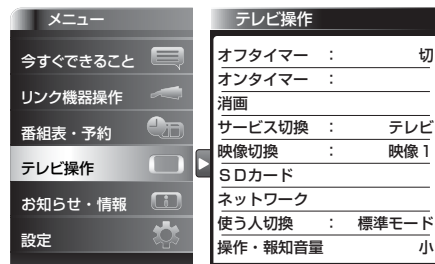 メニュー
今すぐできること
リンク機器操作
番組表・予約
テレビ操作
お知らせ・情報
設定
テレビ操作
オフタイマー : 切
オンタイマー :
消画
サービス切換 : テレビ
映像切換 : 映像1
SDカード
ネットワーク
使う人切換 : 標準モード
操作・報知音量 小